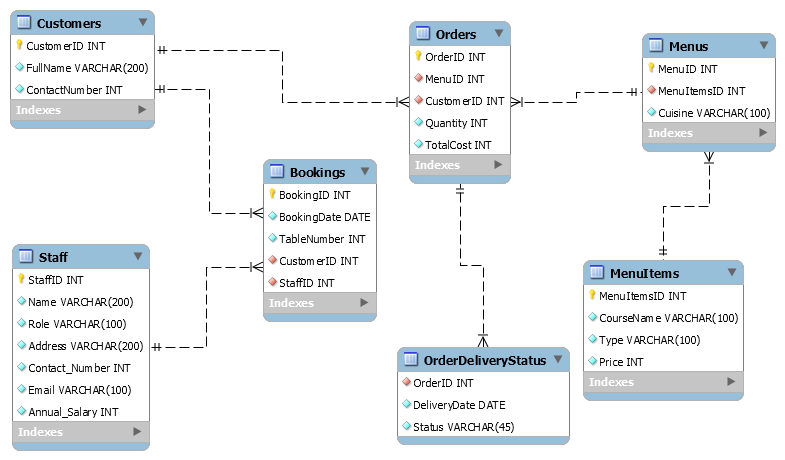 Customers
CustomerID INT
FullName VARCHAR(200)
ContactNumber INT
Indexes
Orders
OrderID INT
MenuID INT
CustomerID INT
Quantity INT
TotalCost INT
Indexes
Menus
MenuID INT
MenuItemsID INT
Cuisine VARCHAR(100)
Indexes
Bookings
BookingID INT
BookingDate DATE
TableNumber INT
CustomerID INT
StaffID INT
Indexes
Staff
StaffID INT
Name VARCHAR(200)
Role VARCHAR(100)
Address VARCHAR(200)
Contact_Number INT
Email VARCHAR(100)
Annual_Salary INT
Indexes
OrderDeliveryStatus
OrderID INT
DeliveryDate DATE
Status VARCHAR(45)
MenuItems
MenuItemsID INT
CourseName VARCHAR(100)
Type VARCHAR(100)
Price INT
Indexes